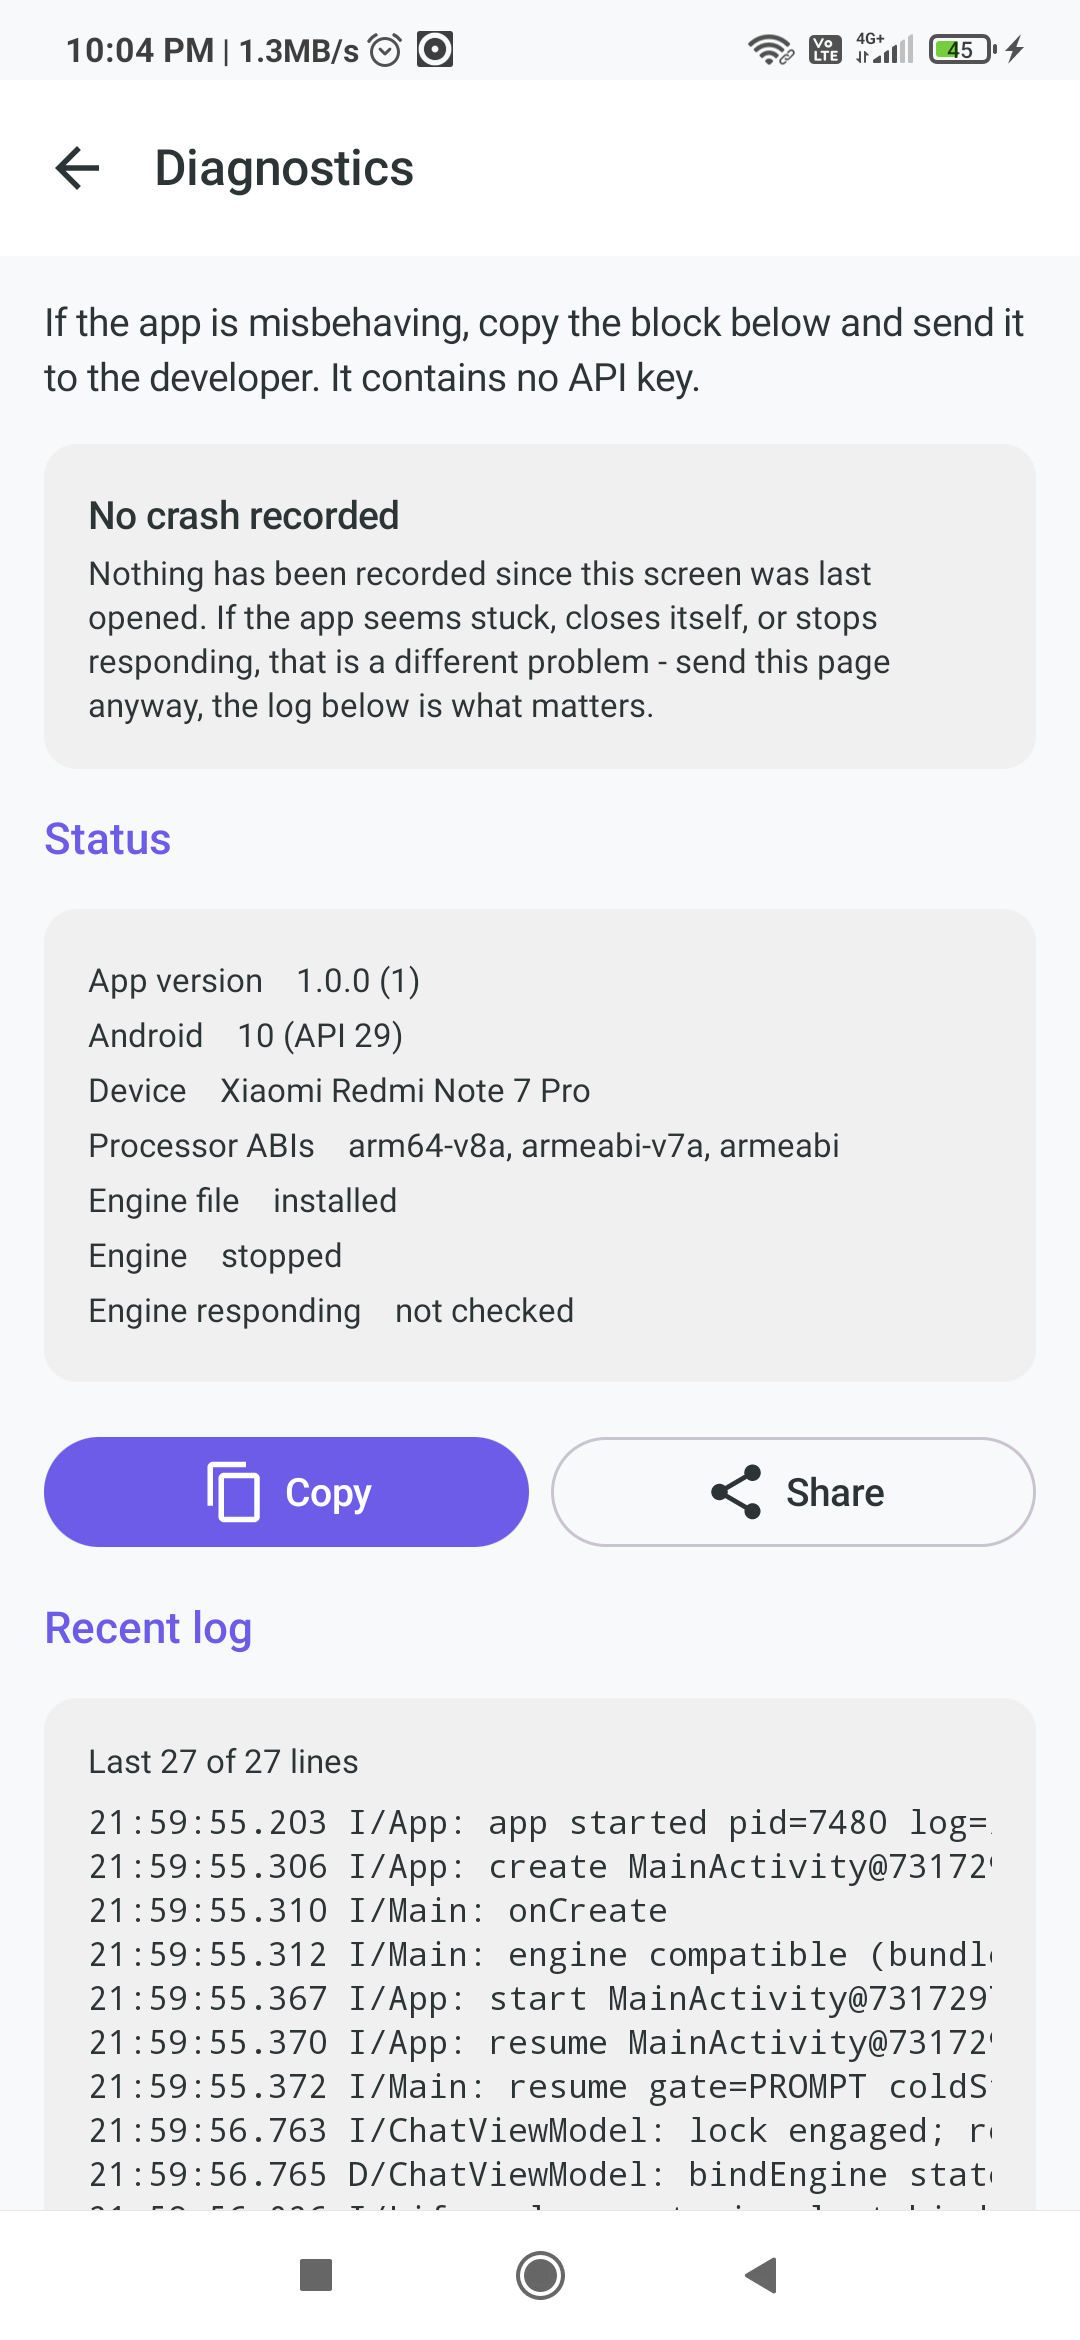 10:04 PM | 1.3MB/s
Vo LTE
4G+
45
Diagnostics
If the app is misbehaving, copy the block below and send it
to the developer. It contains no API key.
No crash recorded
Nothing has been recorded since this screen was last
opened. If the app seems stuck, closes itself, or stops
responding, that is a different problem - send this page
anyway, the log below is what matters.
Status
App version 1.0.0 (1)
Android 10 (API 29)
Device Xiaomi Redmi Note 7 Pro
Processor ABIs arm64-v8a, armeabi-v7a, armeabi
Engine file installed
Engine stopped
Engine responding not checked
Copy
Share
Recent log
Last 27 of 27 lines
21:59:55.203 I/App: app started pid=7480 log=
21:59:55.306 I/App: create MainActivity@73172
21:59:55.310 I/Main: onCreate
21:59:55.312 I/Main: engine compatible (bundl
21:59:55.367 I/App: start MainActivity@731729
21:59:55.370 I/App: resume MainActivity@73172
21:59:55.372 I/Main: resume gate=PROMPT coldS
21:59:56.763 I/ChatViewModel: lock engaged; r
21:59:56.765 D/ChatViewModel: bindEngine stat